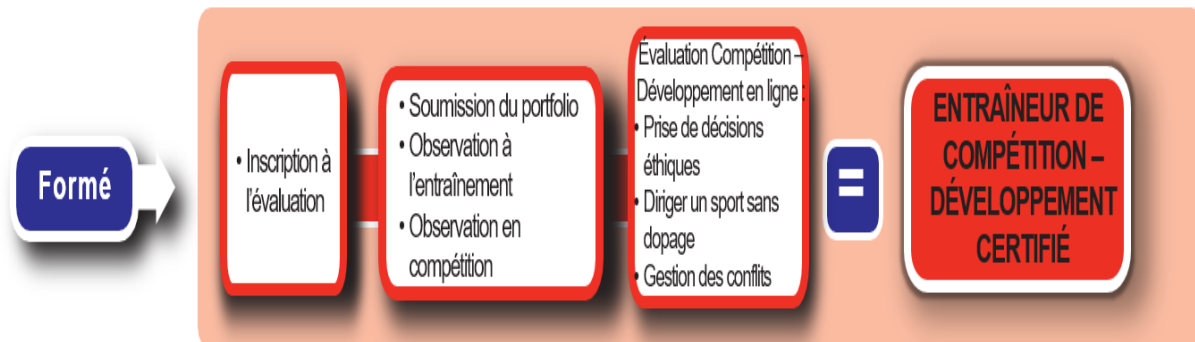 Formé
• Inscription à
l'évaluation
• Soumission du portfolio
• Observation à
l'entraînement
• Observation en
compétition
Évaluation Compétition –
Développement en ligne :
• Prise de décisions
éthiques
• Diriger un sport sans
dopage
• Gestion des conflits
=
ENTRAÎNEUR DE
COMPÉTITION –
DÉVELOPPEMENT
CERTIFIÉ